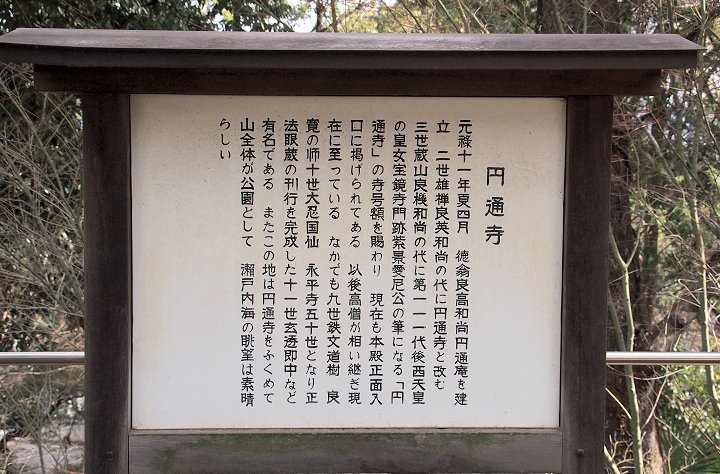 円通寺
元禄十一年夏四月　徳翁良高和尚円通庵を建
立　二世雄禅良英和尚の代に円通寺と改む
三世蔵山良機和尚の代に第一一一代後西天皇
の皇女宝鏡寺門跡紫景愛尼公の筆になる「円
通寺」の寺号額を賜わり　現在も本殿正面入
口に掲げられてある　以後高僧が相い継ぎ現
在に至っている　なかでも九世鉄文道樹　良
寛の师十世大忍国仙　永平寺五十世となり正
法眼蔵の刊行を完成した十一世玄透即中など
有名である　またこの地は円通寺をふくめて
山全体が公園として　瀬戸内海の眺望は素晴
らしい